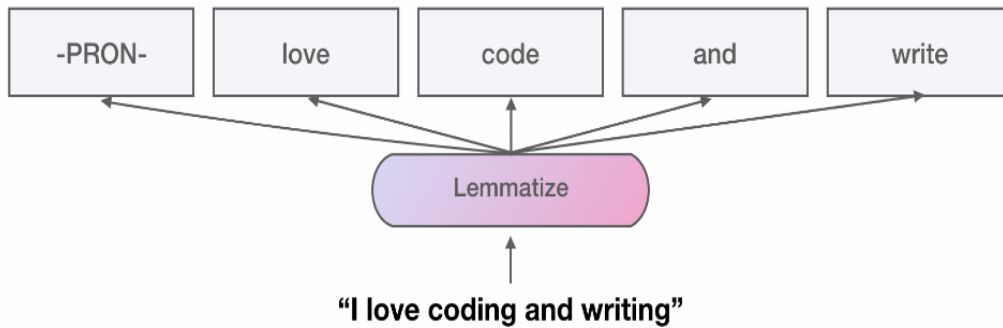 -PRON- love code and write
Lemmatize
“I love coding and writing”